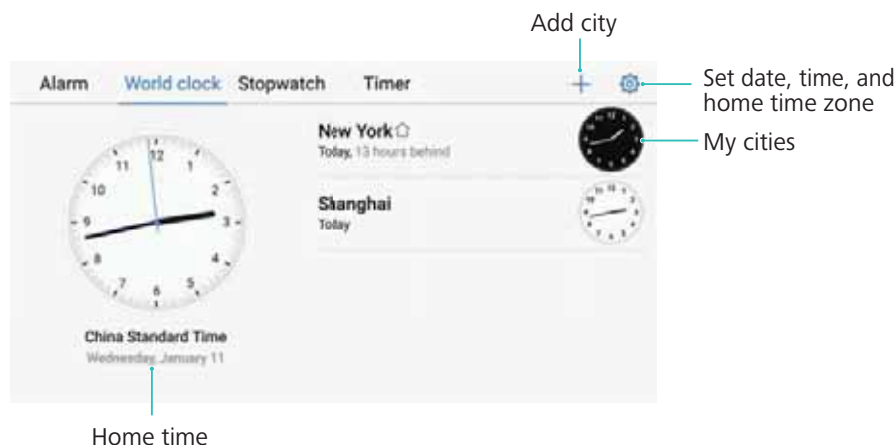 Add city
Alarm World clock Stopwatch Timer
Set date, time, and
home time zone
New York
Today, 13 hours behind
My cities
Shanghai
Today
12
1
2
3
4
5
6
7
8
9
10
11
China Standard Time
Wednesday, January 11
Home time